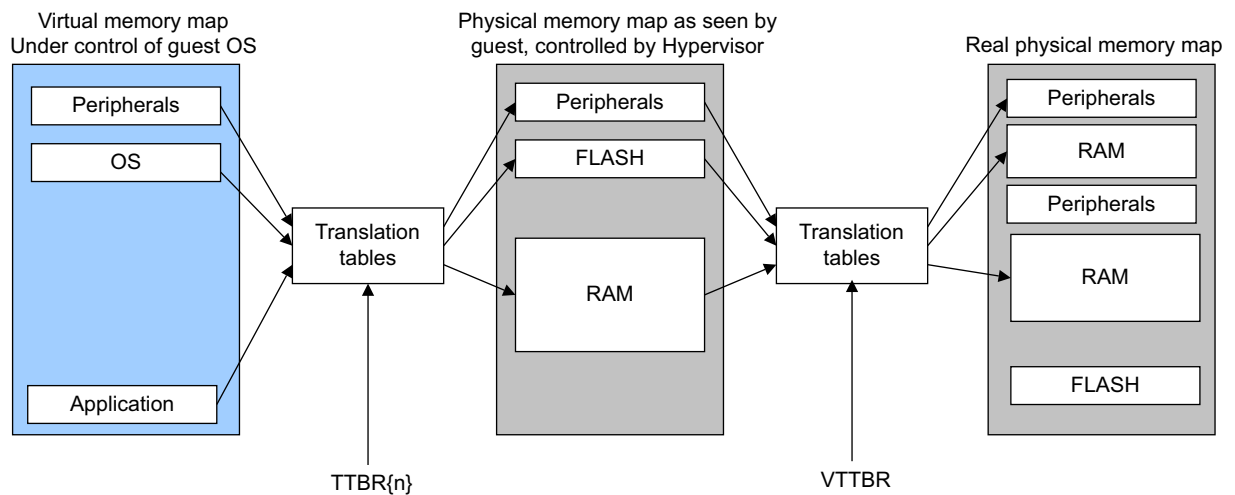 Virtual memory map
Under control of guest OS
Peripherals
OS
Application
Translation
tables
TTBR{n}
Physical memory map as seen by
guest, controlled by Hypervisor
Peripherals
FLASH
RAM
Translation
tables
VTTBR
Real physical memory map
Peripherals
RAM
Peripherals
RAM
FLASH